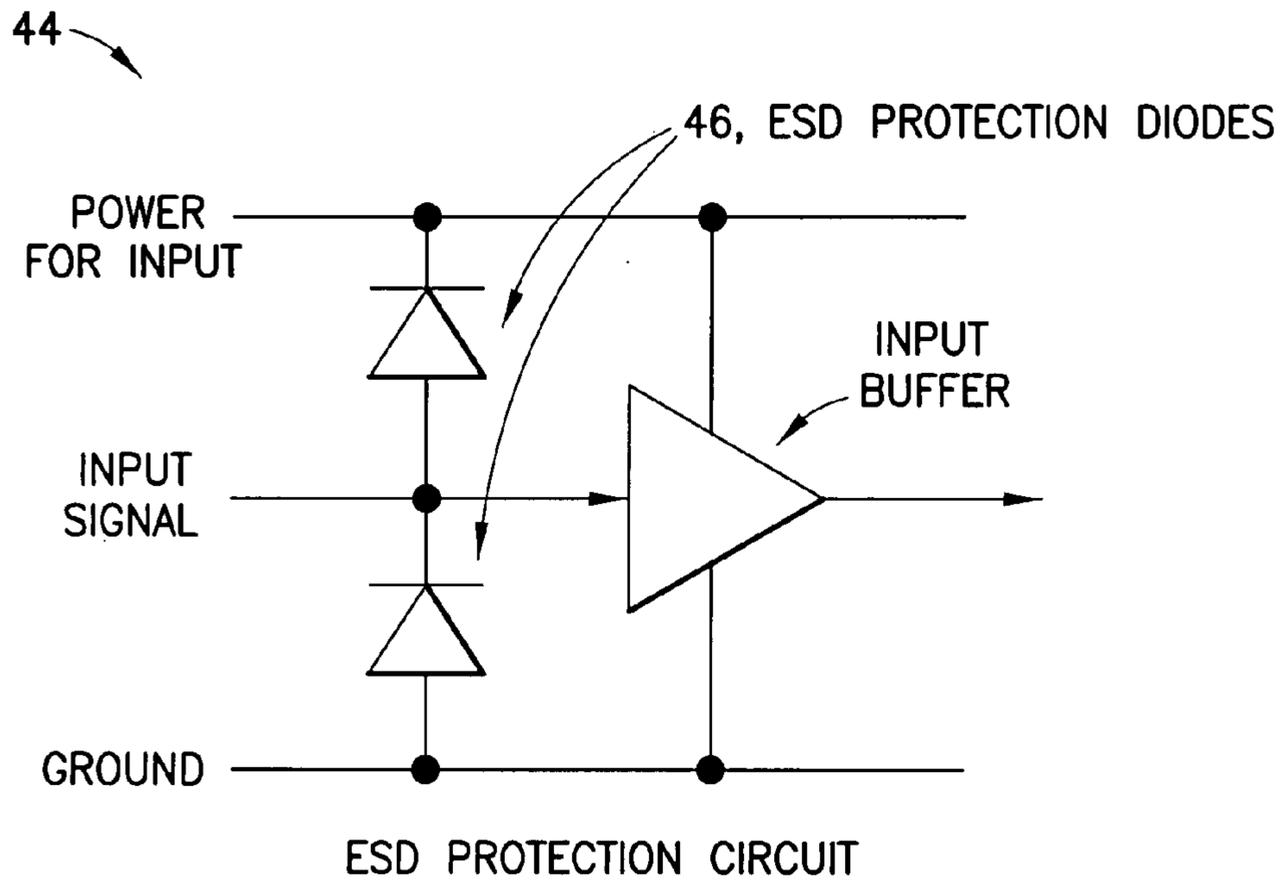 44
46, ESD PROTECTION DIODES
POWER
FOR INPUT
INPUT
BUFFER
INPUT
SIGNAL
GROUND
ESD PROTECTION CIRCUIT